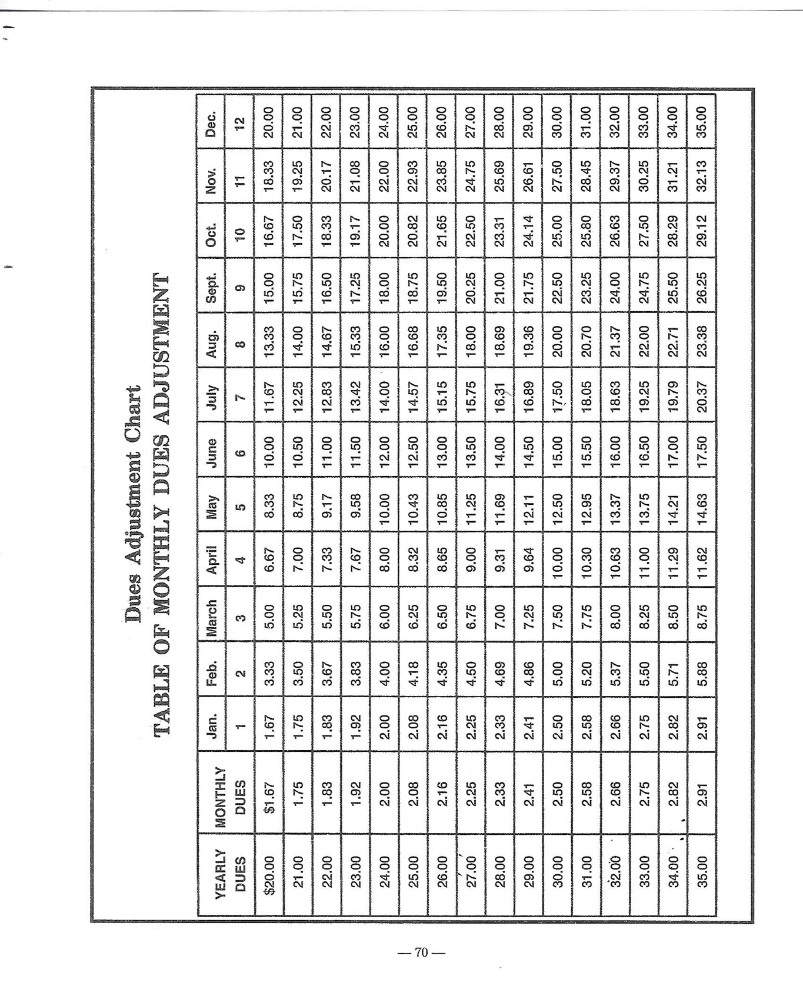 Dues Adjustment Chart
TABLE OF MONTHLY DUES ADJUSTMENT
YEARLY DUES MONTHLY DUES Jan. Feb. March April May June July Aug. Sept. Oct. Nov. Dec.
1 2 3 4 5 6 7 8 9 10 11 12
$20.00 $1.67 1.67 3.33 5.00 6.67 8.33 10.00 11.67 13.33 15.00 16.67 18.33 20.00
21.00 1.75 1.75 3.50 5.25 7.00 8.75 10.50 12.25 14.00 15.75 17.50 19.25 21.00
22.00 1.83 1.83 3.67 5.50 7.33 9.17 11.00 12.83 14.67 16.50 18.33 20.17 22.00
23.00 1.92 1.92 3.83 5.75 7.67 9.58 11.50 13.42 15.33 17.25 19.17 21.08 23.00
24.00 2.00 2.00 4.00 6.00 8.00 10.00 12.00 14.00 16.00 18.00 20.00 22.00 24.00
25.00 2.08 2.08 4.18 6.25 8.32 10.43 12.50 14.57 16.68 18.75 20.82 22.93 25.00
26.00 2.16 2.16 4.35 6.50 8.65 10.85 13.00 15.15 17.35 19.50 21.65 23.85 26.00
27.00 2.25 2.25 4.50 6.75 9.00 11.25 13.50 15.75 18.00 20.25 22.50 24.75 27.00
28.00 2.33 2.33 4.69 7.00 9.31 11.69 14.00 16.31 18.69 21.00 23.31 25.69 28.00
29.00 2.41 2.41 4.86 7.25 9.64 12.11 14.50 16.89 19.36 21.75 24.14 26.61 29.00
30.00 2.50 2.50 5.00 7.50 10.00 12.50 15.00 17.50 20.00 22.50 25.00 27.50 30.00
31.00 2.58 2.58 5.20 7.75 10.30 12.95 15.50 18.05 20.70 23.25 25.80 28.45 31.00
32.00 2.66 2.66 5.37 8.00 10.63 13.37 16.00 18.63 21.37 24.00 26.63 29.37 32.00
33.00 2.75 2.75 5.50 8.25 11.00 13.75 16.50 19.25 22.00 24.75 27.50 30.25 33.00
34.00 2.82 2.82 5.71 8.50 11.29 14.21 17.00 19.79 22.71 25.50 28.29 31.21 34.00
35.00 2.91 2.91 5.88 8.75 11.62 14.63 17.50 20.37 23.38 26.25 29.12 32.13 35.00
— 70 —